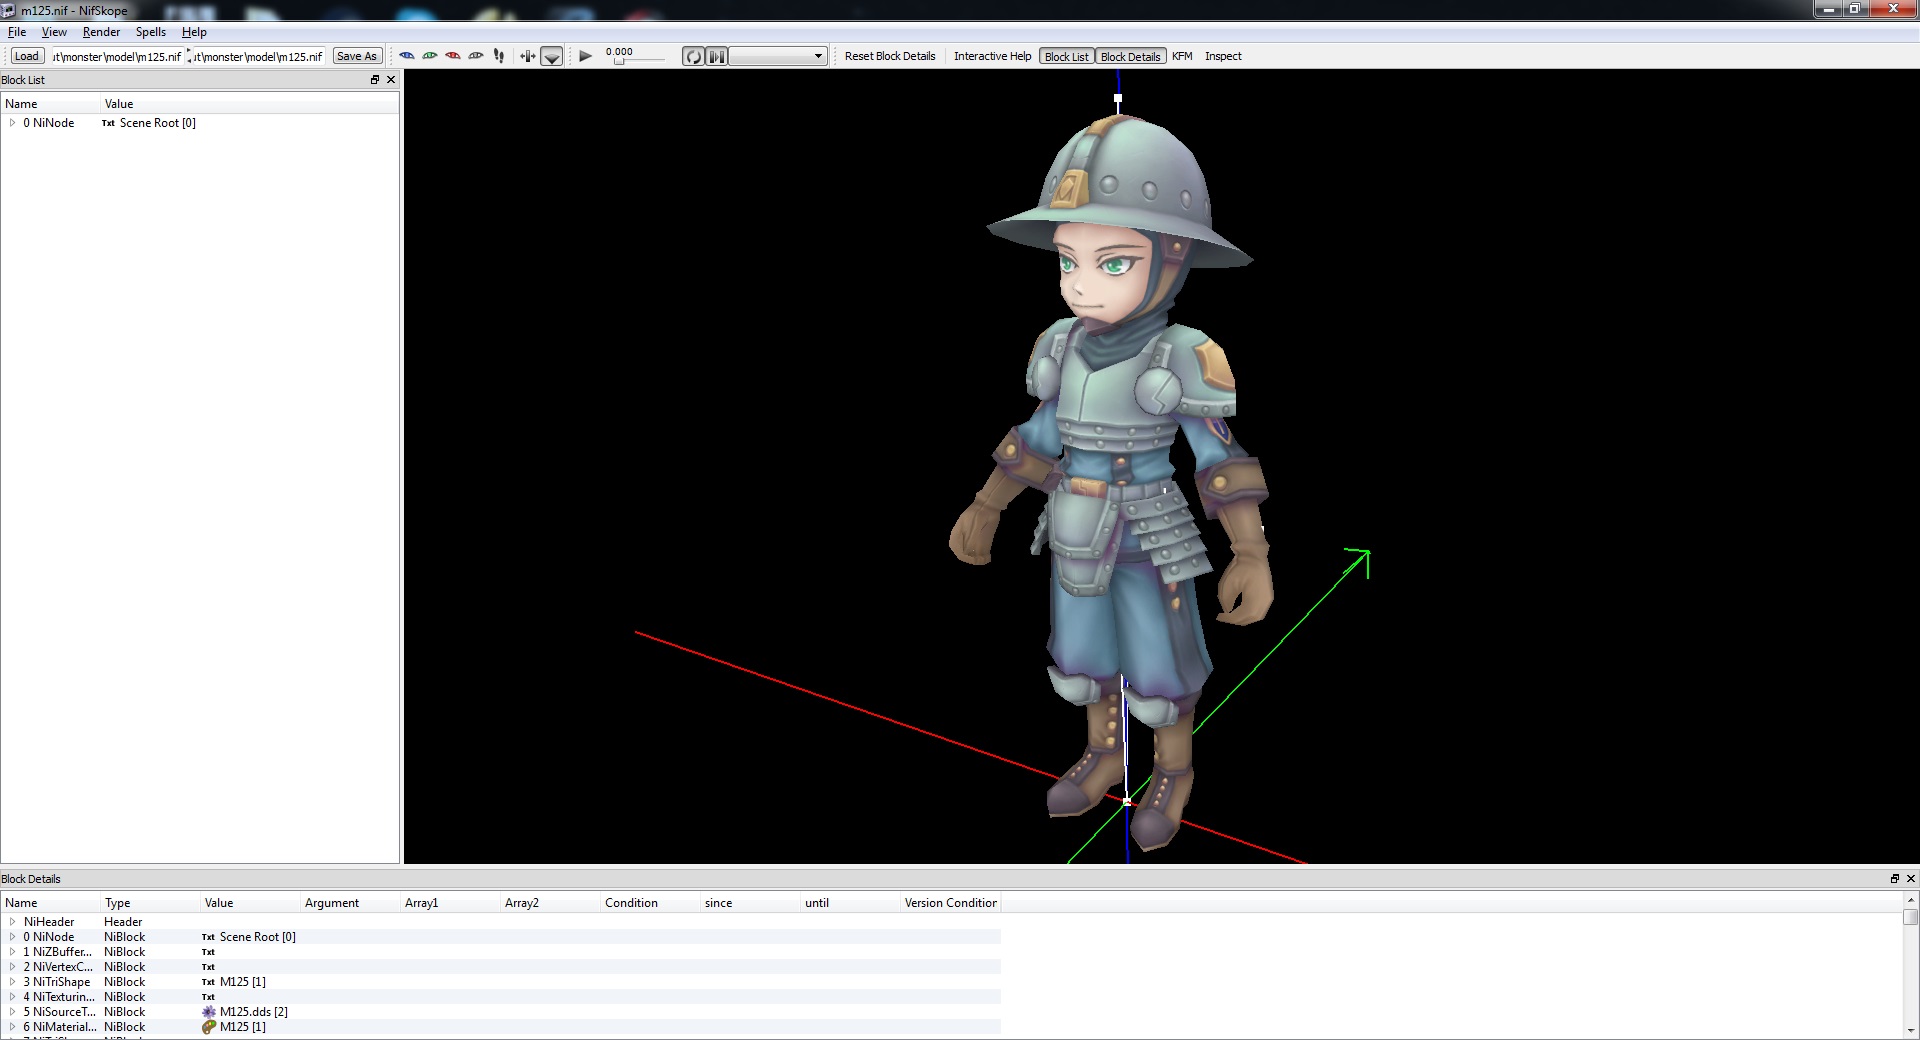 m125.nif - NifSkope
File View Render Spells Help
Load ut\monster\model\m125.nif ut\monster\model\m125.nif Save As 0.000 Reset Block Details Interactive Help Block List Block Details KFM Inspect
Block List
Name Value
0 NiNode Txt Scene Root [0]
Block Details
Name Type Value Argument Array1 Array2 Condition since until Version Condition
NiHeader Header
0 NiNode NiBlock Txt Scene Root [0]
1 NiZBuffer... NiBlock Txt
2 NiVertexC... NiBlock Txt
3 NiTriShape NiBlock Txt M125 [1]
4 NiTexturin... NiBlock Txt
5 NiSourceT... NiBlock M125.dds [2]
6 NiMaterial... NiBlock M125 [1]